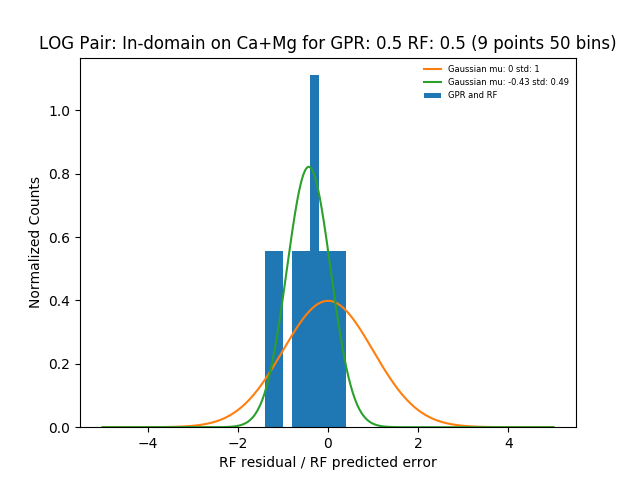 LOG Pair: In-domain on Ca+Mg for GPR: 0.5 RF: 0.5 (9 points 50 bins)
Gaussian mu: 0 std: 1
Gaussian mu: -0.43 std: 0.49
GPR and RF
Normalized Counts
1.0
0.8
0.6
0.4
0.2
0.0
−4
−2
0
2
4
RF residual / RF predicted error